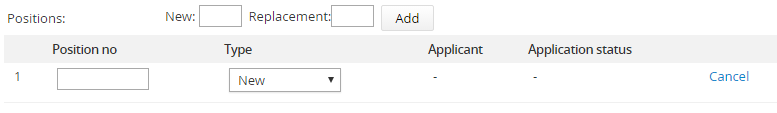 Positions: New: Replacement: Add
Position no Type Applicant Application status
1 New - - Cancel